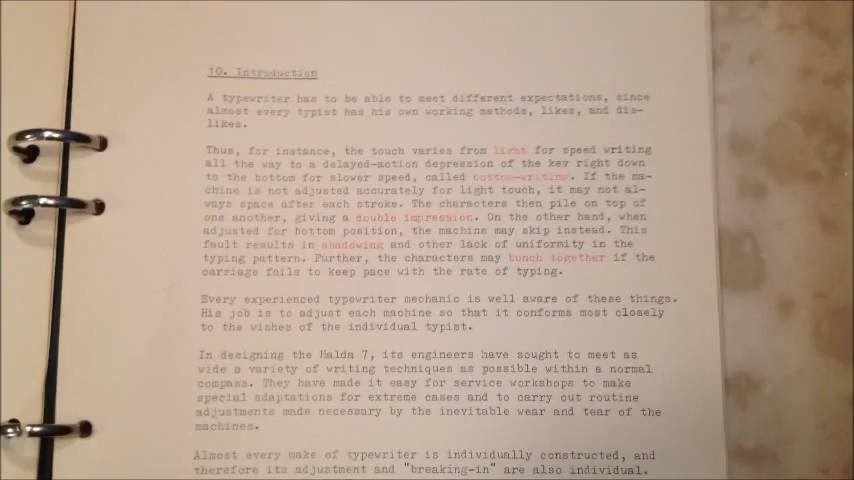 10. Introduction
A typewriter has to be able to meet different expectations, since
almost every typist has his own working methods, likes, and dis-
likes.
Thus, for instance, the touch varies from light for speed writing
all the way to a delayed-action depression of the key right down
to the bottom for slower speed, called bottom-writing. If the ma-
chine is not adjusted accurately for light touch, it may not al-
ways space after each stroke. The characters then pile on top of
one another, giving a double impression. On the other hand, when
adjusted for bottom position, the machine may skip instead. This
fault results in shadowing and other lack of uniformity in the
typing pattern. Further, the characters may bunch together if the
carriage fails to keep pace with the rate of typing.
Every experienced typewriter mechanic is well aware of these things.
His job is to adjust each machine so that it conforms most closely
to the wishes of the individual typist.
In designing the Halda 7, its engineers have sought to meet as
wide a variety of writing techniques as possible within a normal
compass. They have made it easy for service workshops to make
special adaptations for extreme cases and to carry out routine
adjustments made necessary by the inevitable wear and tear of the
machines.
Almost every make of typewriter is individually constructed, and
therefore its adjustment and "breaking-in" are also individual.